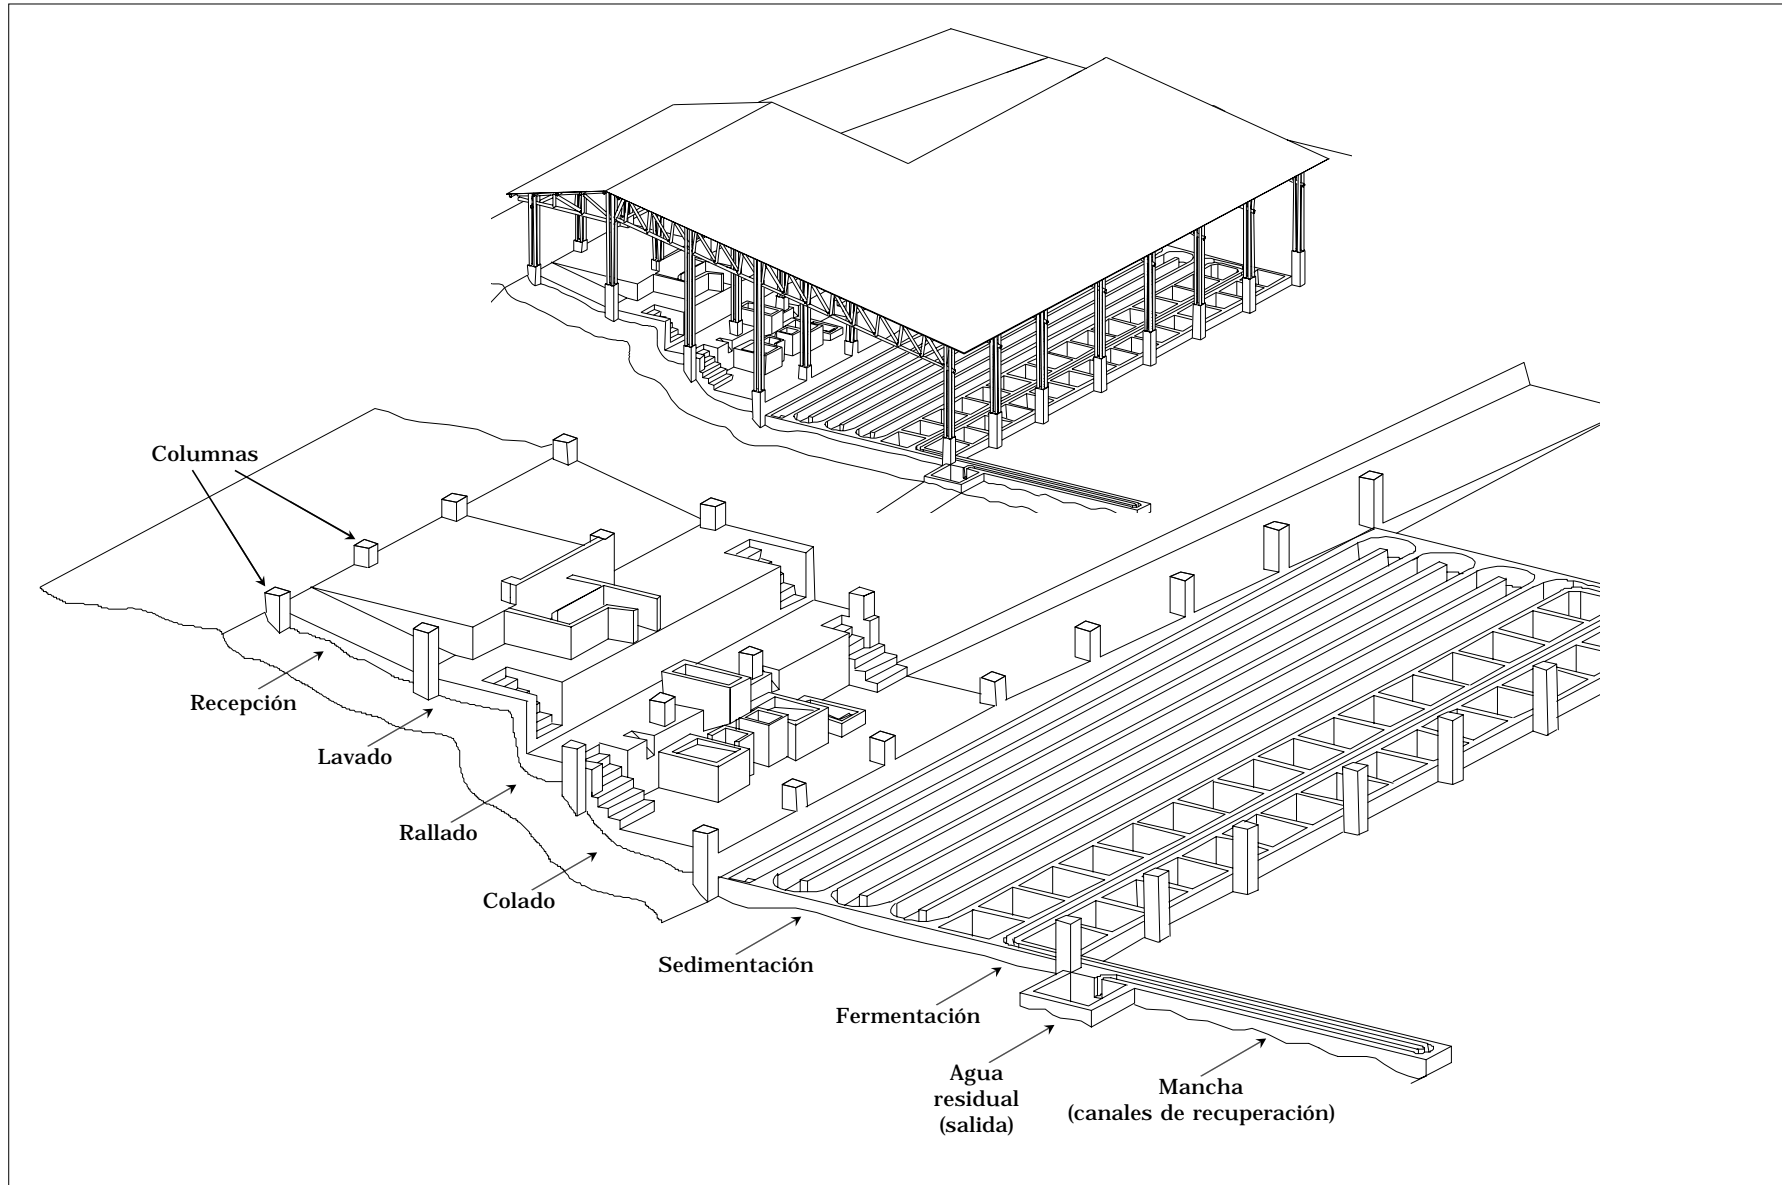 Columnas
Recepción
Lavado
Rallado
Colado
Sedimentación
Fermentación
Agua
residual
(salida)
Mancha
(canales de recuperación)